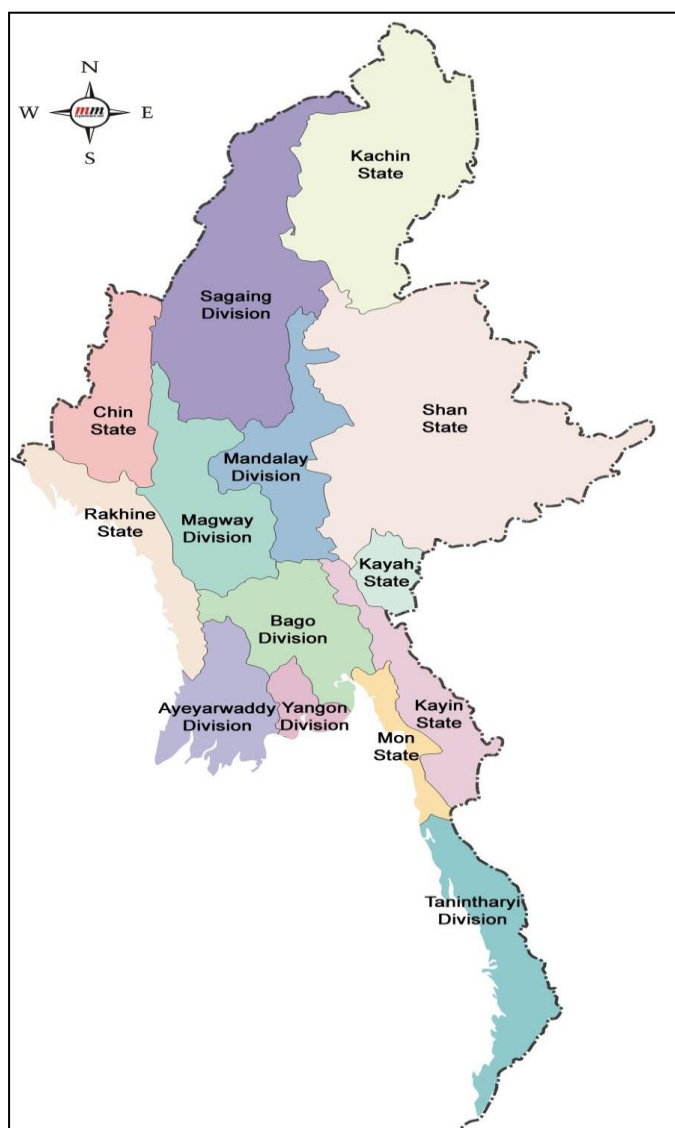 N
W
mm
E
S
Kachin
State
Sagaing
Division
Chin
State
Shan
State
Mandalay
Division
Rakhine
State
Magway
Division
Kayah
State
Bago
Division
Ayeyarwaddy
Division
Yangon
Division
Kayin
State
Mon
State
Tanintharyi
Division